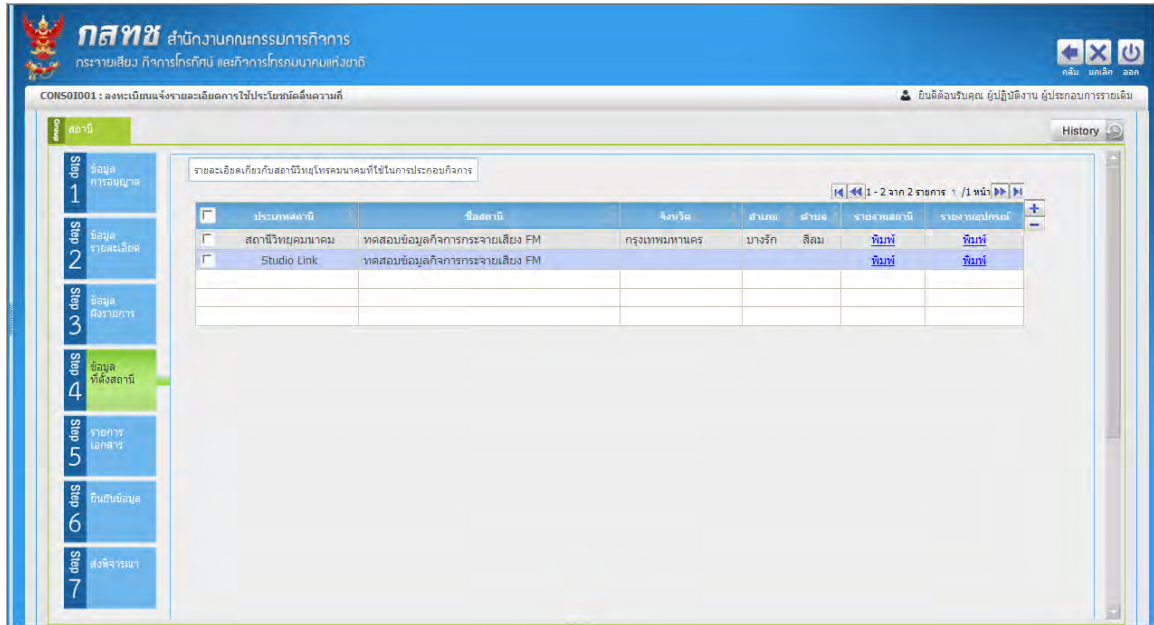 กสทช สำนักงานคณะกรรมการกิจการ
กระจายเสียง กิจการโทรทัศน์ และกิจการโทรคมนาคมแห่งชาติ
กลับ ยกเลิก ออก
CONS0I001 : ลงทะเบียนแจ้งรายละเอียดการใช้ประโยชน์คลื่นความถี่
ยินดีต้อนรับคุณ ผู้ปฏิบัติงาน ผู้ประกอบการรายเดิม
Group สถานี
History
Step 1 ข้อมูล
การอนุญาต
Step 2 ข้อมูล
รายละเอียด
Step 3 ข้อมูล
ผังรายการ
Step 4 ข้อมูล
ที่ตั้งสถานี
Step 5 รายการ
เอกสาร
Step 6 ยืนยันข้อมูล
Step 7 ส่งพิจารณา
รายละเอียดเกี่ยวกับสถานีวิทยุโทรคมนาคมที่ใช้ในการประกอบกิจการ
1 - 2 จาก 2 รายการ 1 /1 หน้า
ประเภทสถานี ชื่อสถานี จังหวัด อำเภอ ตำบล รายงานสถานี รายงานอุปกรณ์
สถานีวิทยุคมนาคม ทดสอบข้อมูลกิจการกระจายเสียง FM กรุงเทพมหานคร บางรัก สีลม พิมพ์ พิมพ์
Studio Link ทดสอบข้อมูลกิจการกระจายเสียง FM พิมพ์ พิมพ์